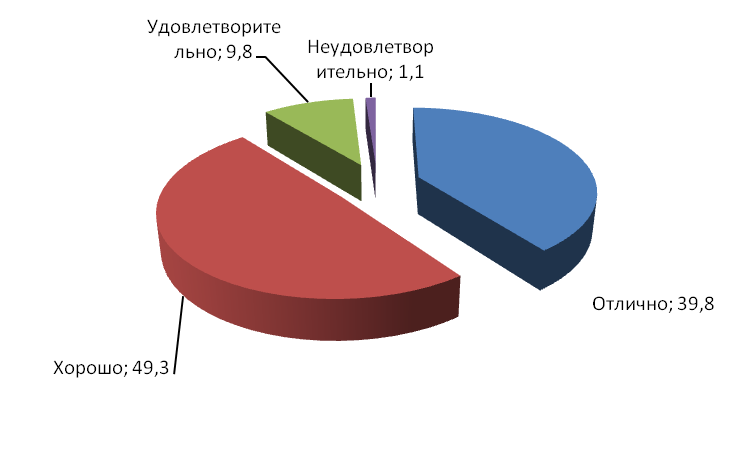 Удовлетворите
льно; 9,8
Неудовлетвор
ительно; 1,1
Отлично; 39,8
Хорошо; 49,3